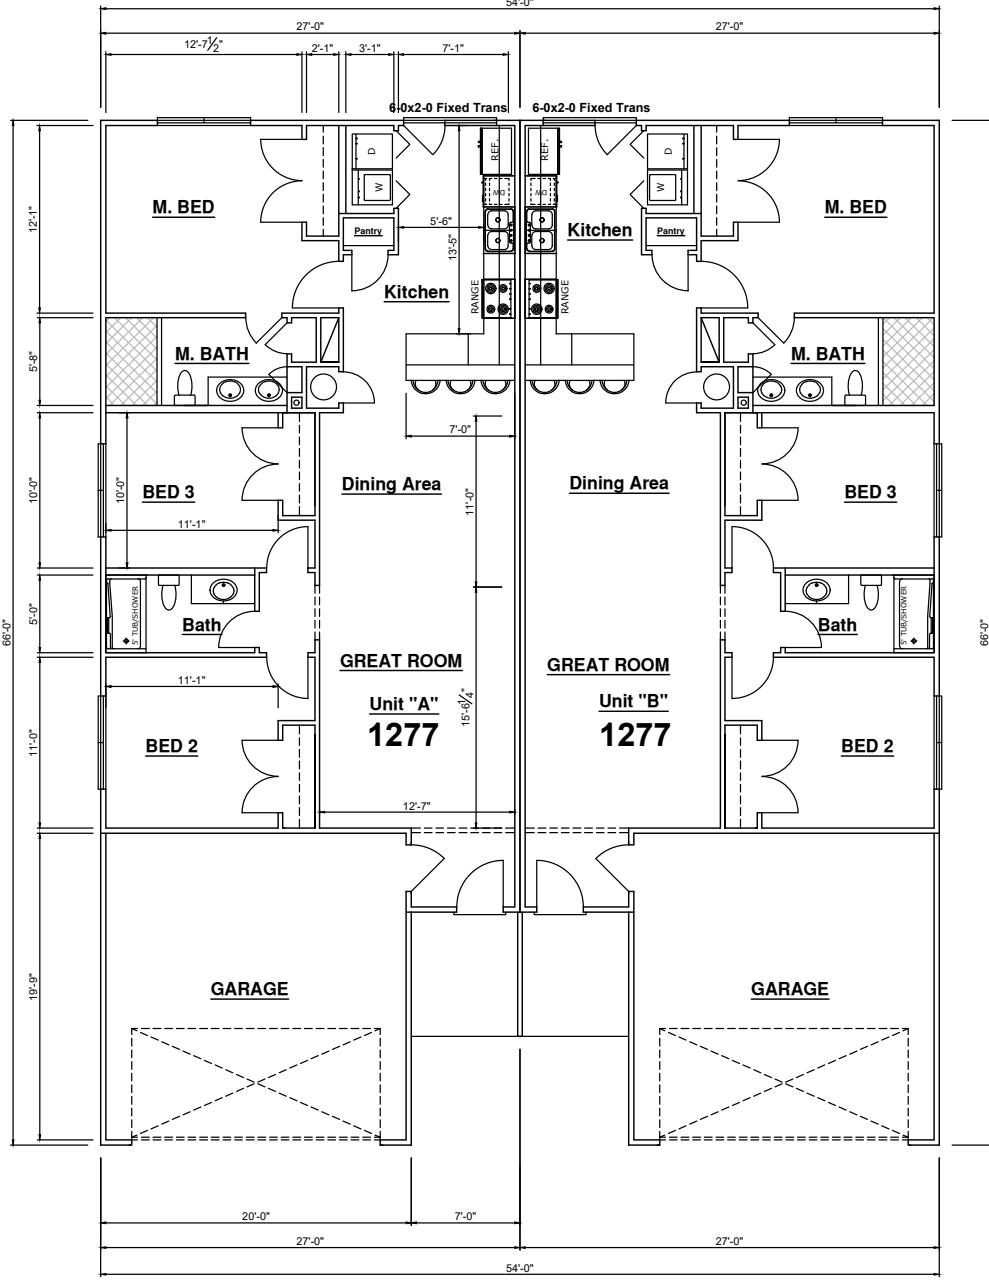 54'-0"
27'-0" 27'-0"
12'-7½" 2'-1" 3'-1" 7'-1"
6-0x2-0 Fixed Trans 6-0x2-0 Fixed Trans
D REF. REF. D
W DW DW W
M. BED M. BED
12'-1"
Pantry 5'-6" Kitchen Pantry
13'-5"
Kitchen RANGE RANGE
5'-8"
M. BATH M. BATH
7'-0"
Dining Area Dining Area
10'-0" 10'-0" BED 3 11'-0" BED 3
11'-1"
5'-0" 5' TUB/SHOWER 5' TUB/SHOWER
Bath Bath
66'-0" 66'-0"
GREAT ROOM GREAT ROOM
11'-1" Unit "A" 15'-6¼" Unit "B"
1277 1277
11'-0" BED 2 BED 2
12'-7"
19'-9"
GARAGE GARAGE
20'-0" 7'-0"
27'-0" 27'-0"
54'-0"